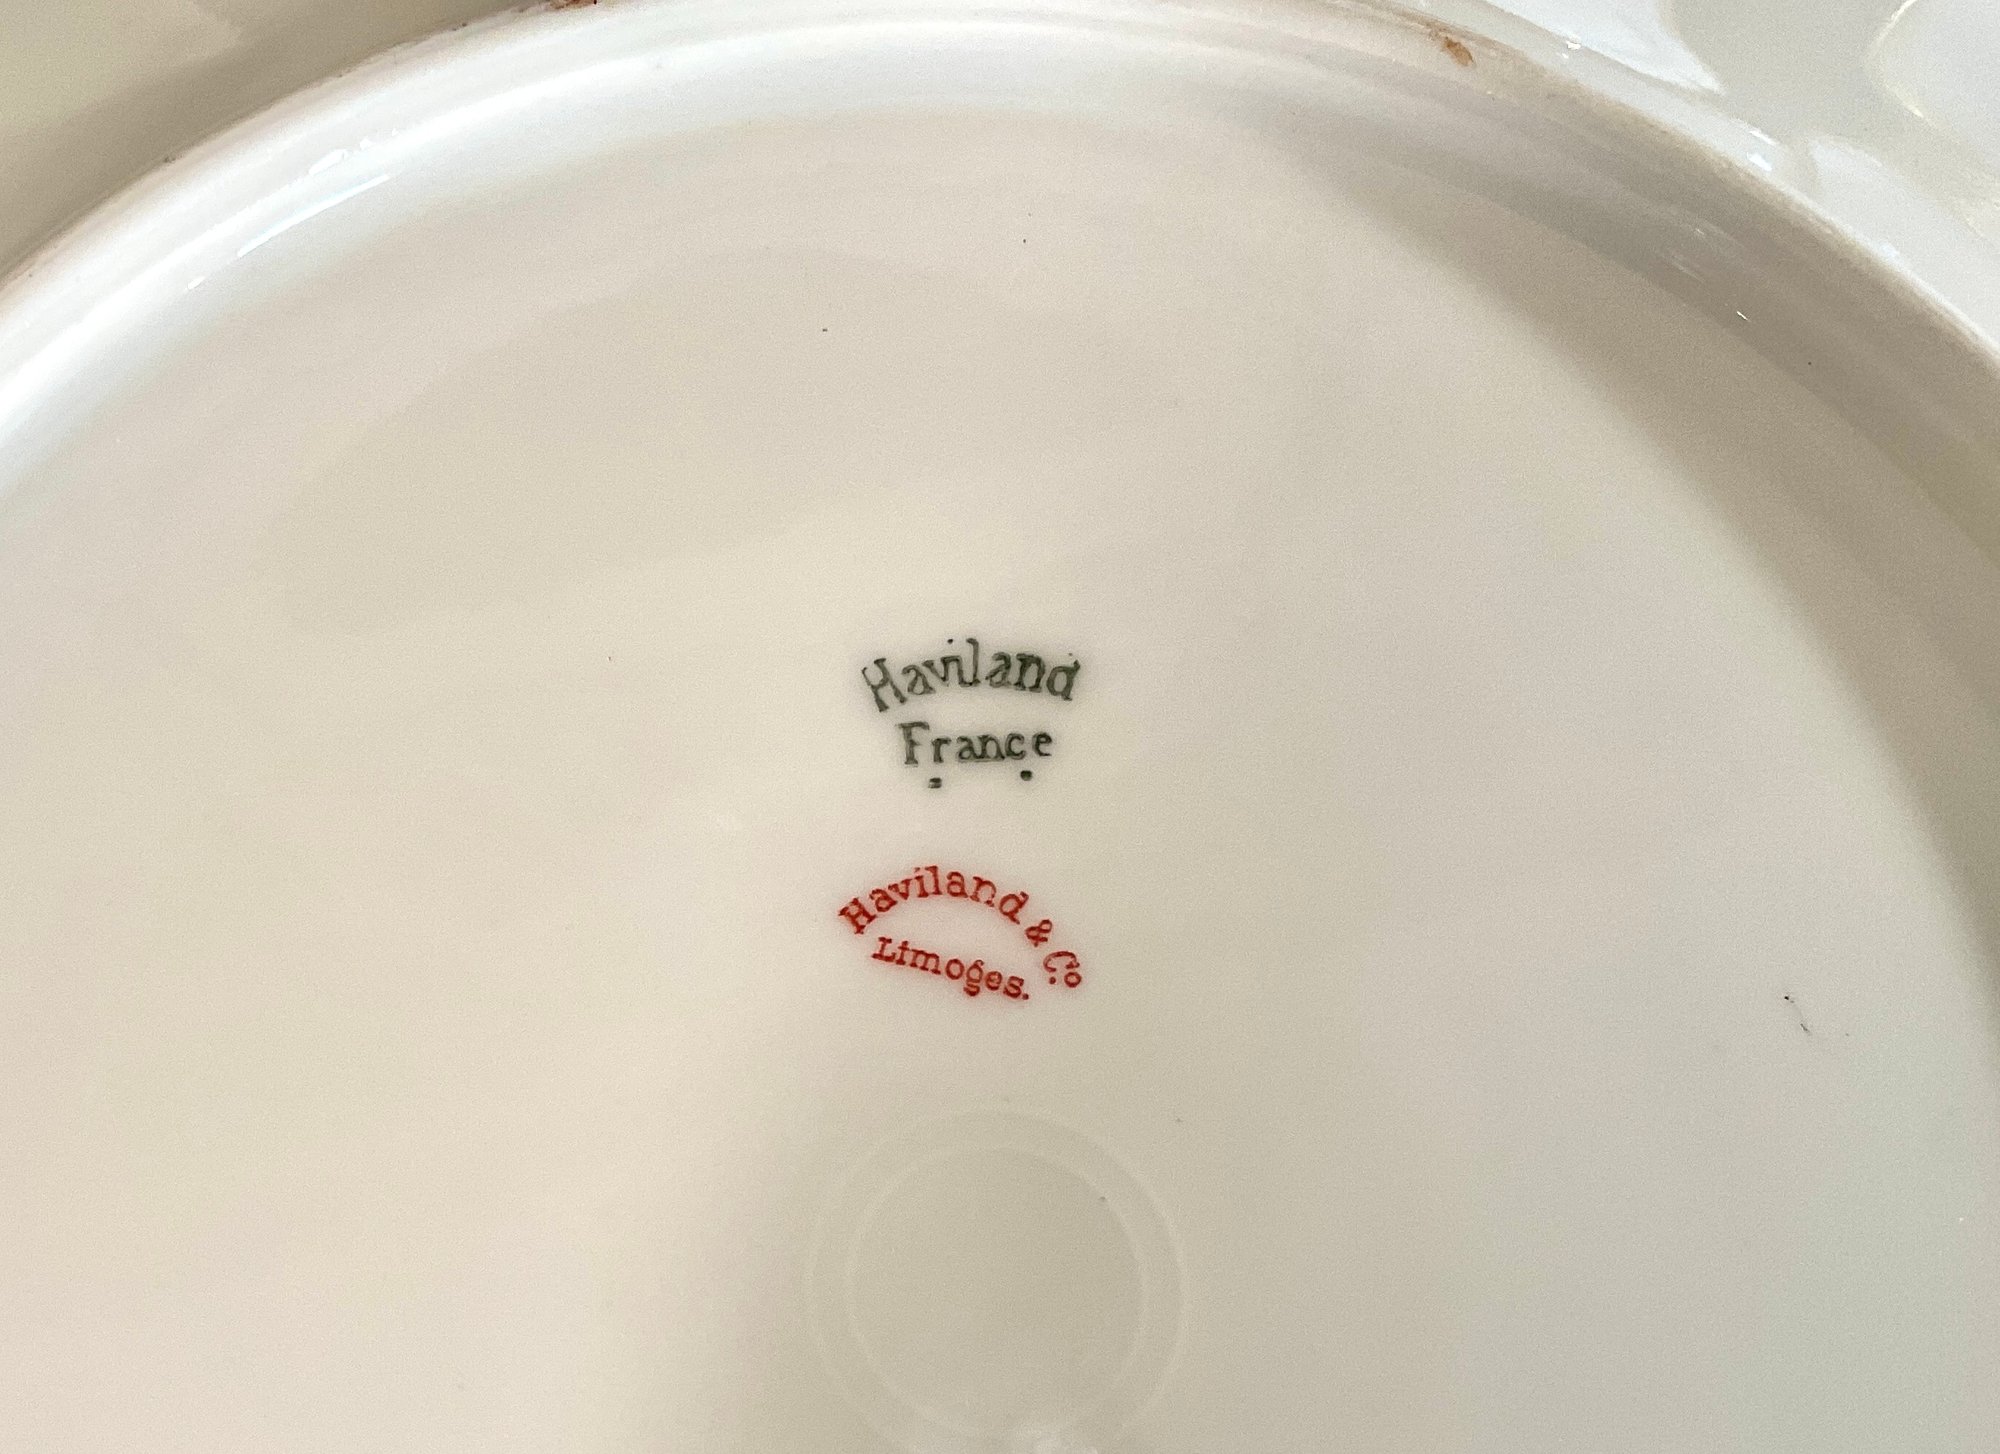 Haviland
France
Haviland & Co.
Limoges.